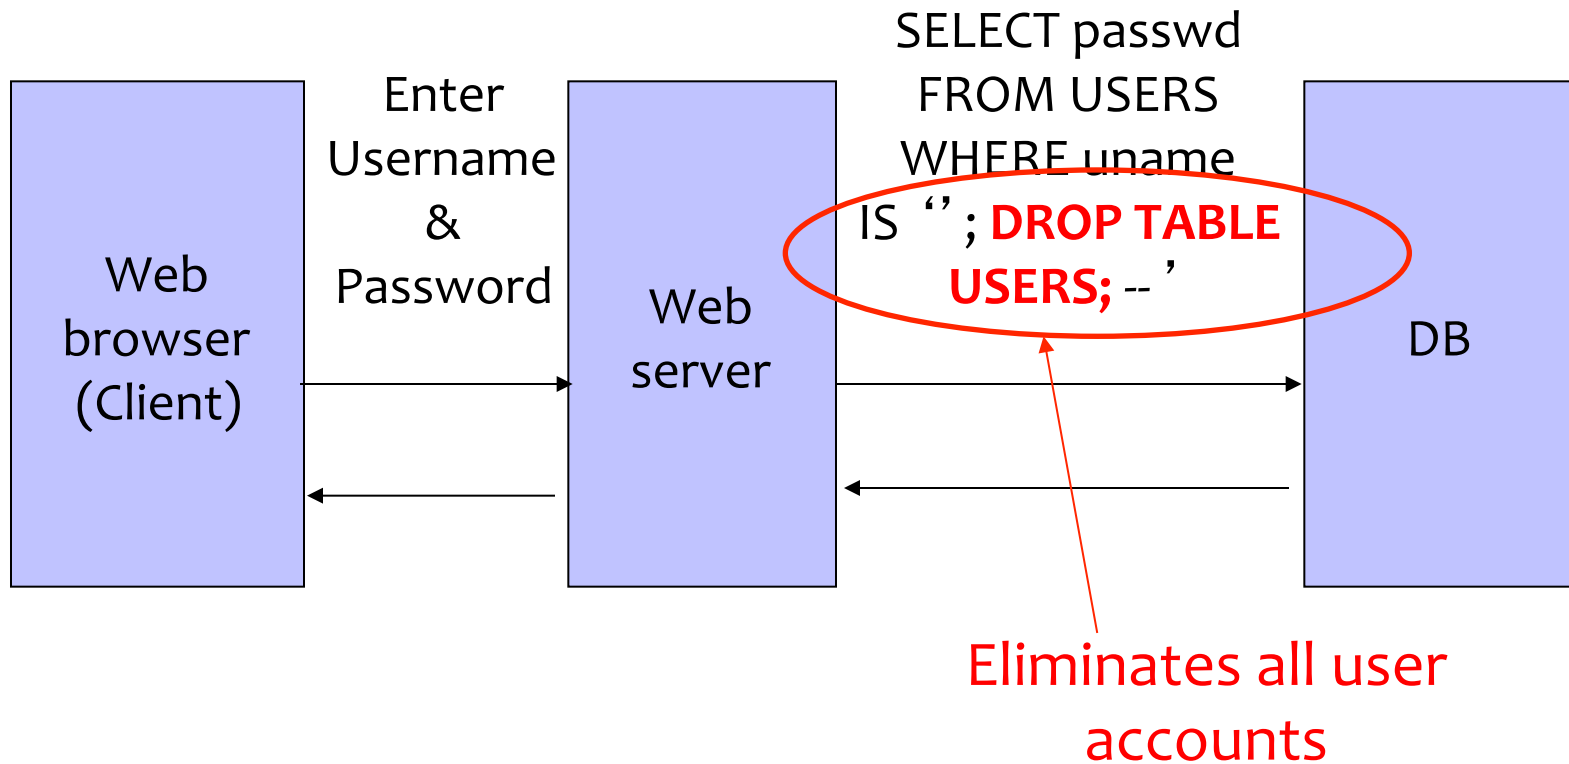 Web
browser
(Client)
Enter
Username
&
Password
Web
server
SELECT passwd
FROM USERS
WHERE uname
IS ‘’ ; DROP TABLE
USERS; -- ’
DB
Eliminates all user
accounts